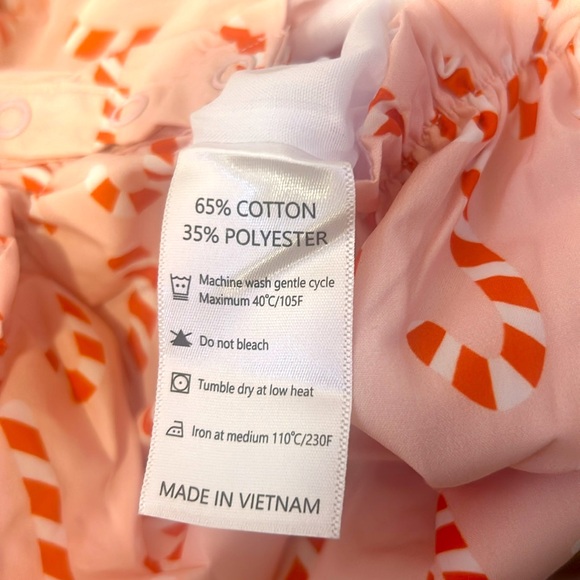 65% COTTON
35% POLYESTER
Machine wash gentle cycle
Maximum 40°C/105F
Do not bleach
Tumble dry at low heat
Iron at medium 110°C/230F
MADE IN VIETNAM